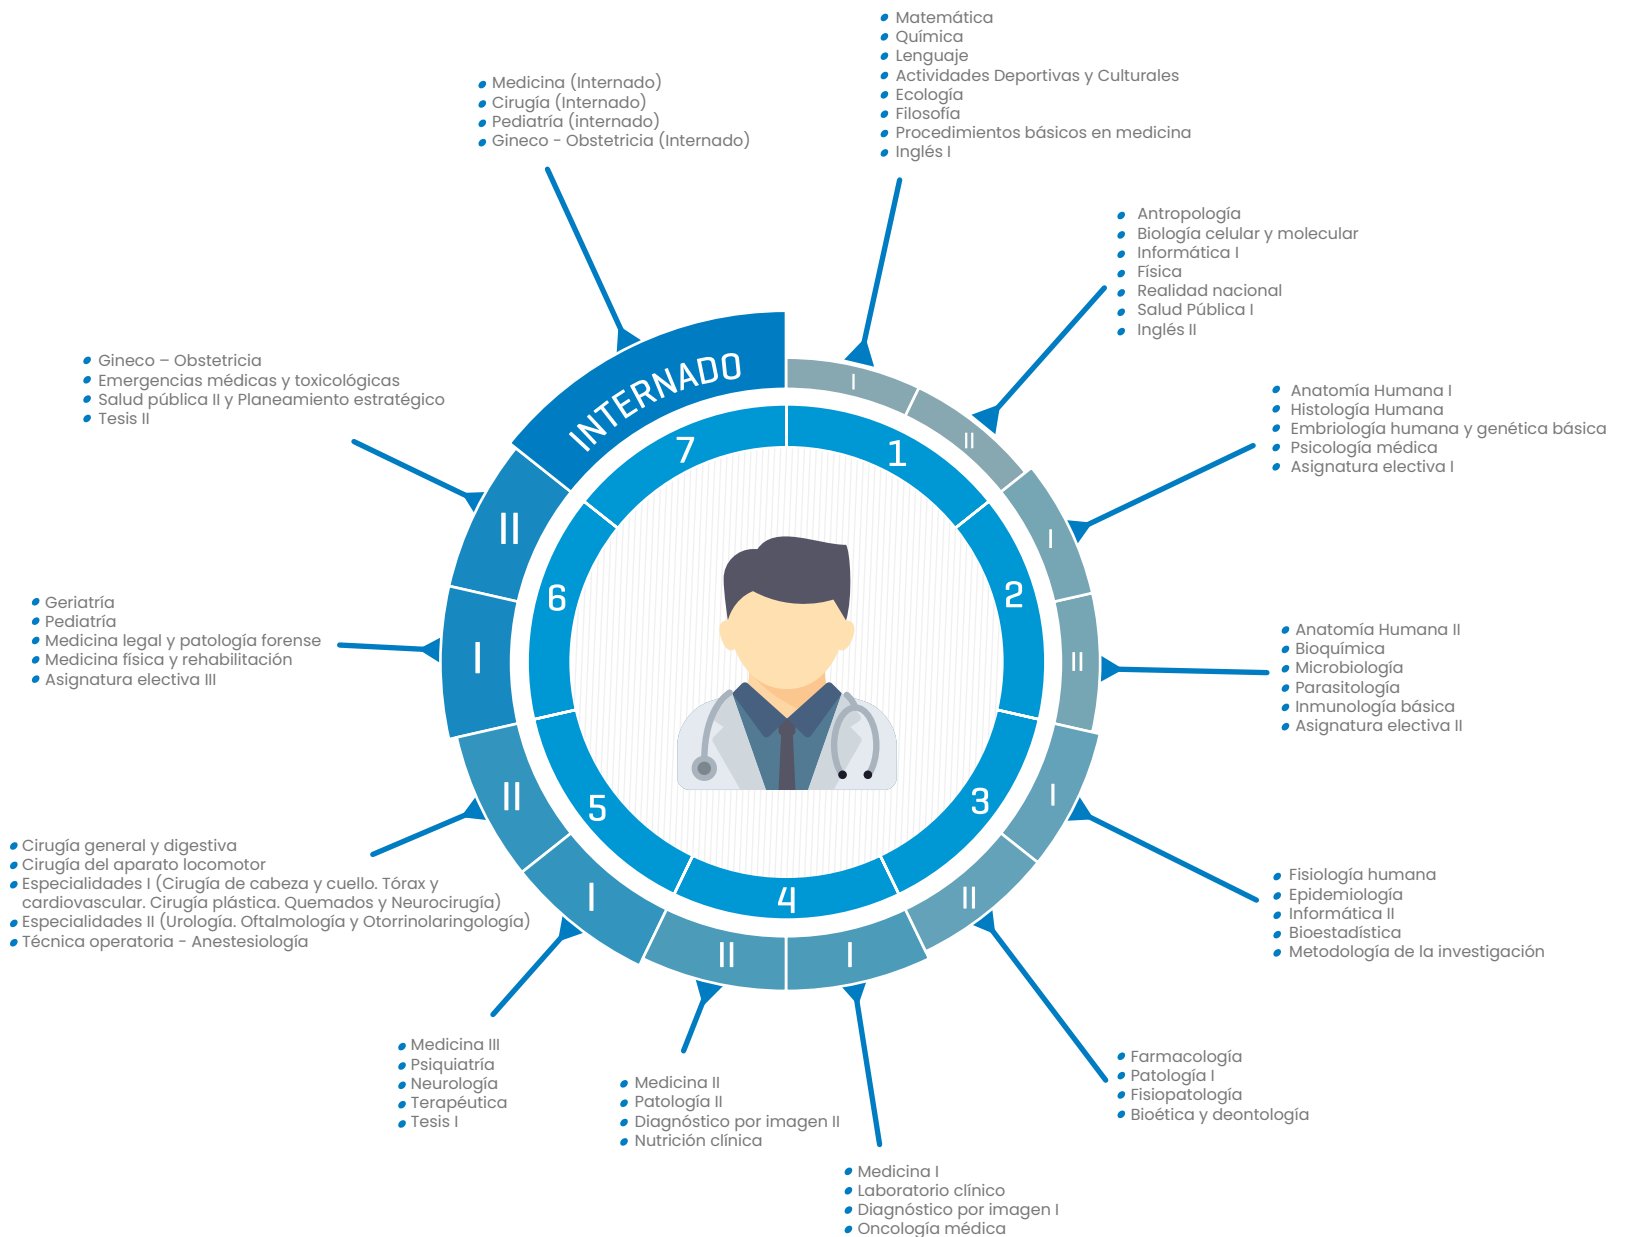 Matemática
Química
Lenguaje
Actividades Deportivas y Culturales
Ecología
Filosofía
Procedimientos básicos en medicina
Inglés I
Medicina (Internado)
Cirugía (Internado)
Pediatría (internado)
Gineco - Obstetricia (Internado)
Antropología
Biología celular y molecular
Informática I
Física
Realidad nacional
Salud Pública I
Inglés II
Gineco – Obstetricia
Emergencias médicas y toxicológicas
Salud pública II y Planeamiento estratégico
Tesis II
Anatomía Humana I
Histología Humana
Embriología humana y genética básica
Psicología médica
Asignatura electiva I
INTERNADO
I
II
I
II
I
II
I
II
I
II
I
II
1
2
3
4
5
6
7
Geriatría
Pediatría
Medicina legal y patología forense
Medicina física y rehabilitación
Asignatura electiva III
Anatomía Humana II
Bioquímica
Microbiología
Parasitología
Inmunología básica
Asignatura electiva II
Cirugía general y digestiva
Cirugía del aparato locomotor
Especialidades I (Cirugía de cabeza y cuello. Tórax y
cardiovascular. Cirugía plástica. Quemados y Neurocirugía)
Especialidades II (Urología. Oftalmología y Otorrinolaringología)
Técnica operatoria - Anestesiología
Fisiología humana
Epidemiología
Informática II
Bioestadística
Metodología de la investigación
Medicina III
Psiquiatría
Neurología
Terapéutica
Tesis I
Medicina II
Patología II
Diagnóstico por imagen II
Nutrición clínica
Farmacología
Patología I
Fisiopatología
Bioética y deontología
Medicina I
Laboratorio clínico
Diagnóstico por imagen I
Oncología médica